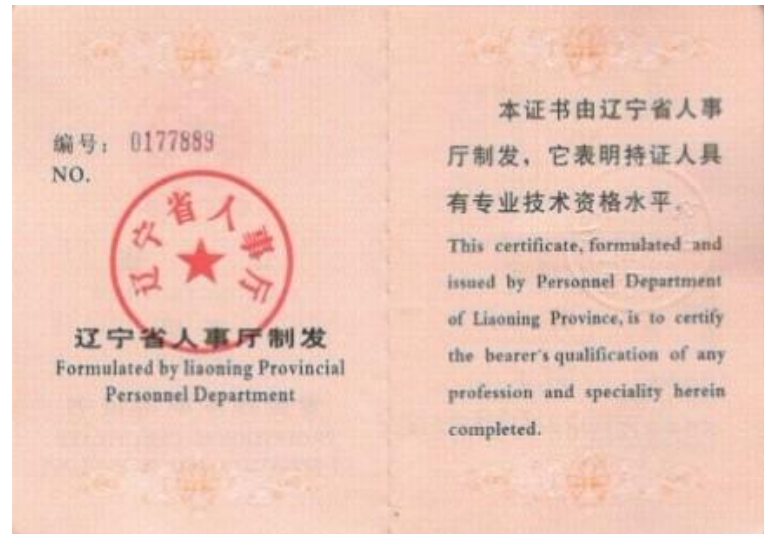 编号: 0177889
NO.
辽宁省人事厅
辽宁省人事厅制发
Formulated by liaoning Provincial
Personnel Department
本证书由辽宁省人事
厅制发，它表明持证人具
有专业技术资格水平。
This certificate, formulated and
issued by Personnel Department
of Liaoning Province, is to certify
the bearer's qualification of any
profession and speciality herein
completed.